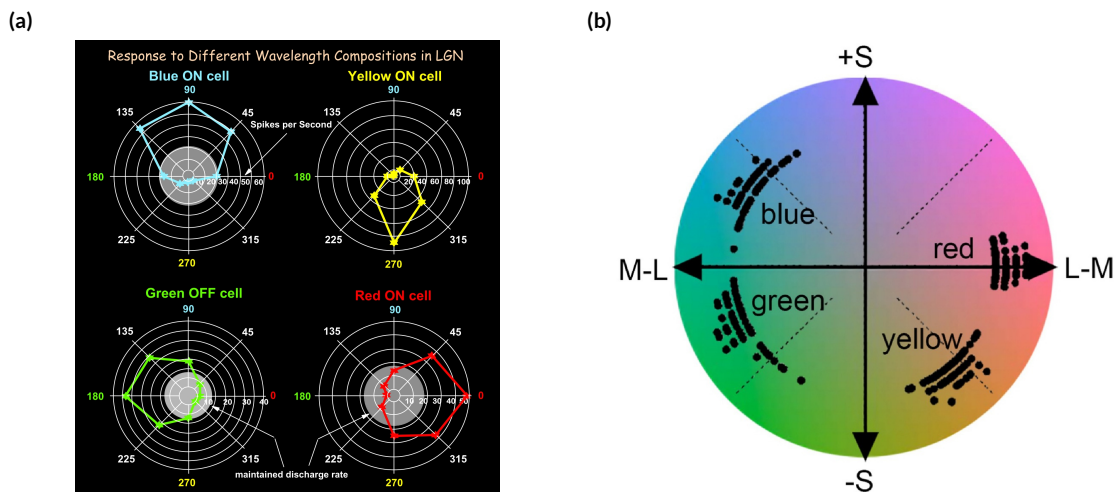 (a)
Response to Different Wavelength Compositions in LGN
Blue ON cell
90
135
45
Spikes per Second
180
10 20 30 40 50 60
0
225
315
270
Yellow ON cell
90
135
45
180
20 40 60 80 100
0
225
315
270
Green OFF cell
90
135
45
180
10 20 30 40
0
225
315
270
Red ON cell
90
135
45
180
10 20 30 40 50
0
225
315
270
maintained discharge rate
(b)
+S
blue
red
M-L
L-M
green
yellow
-S